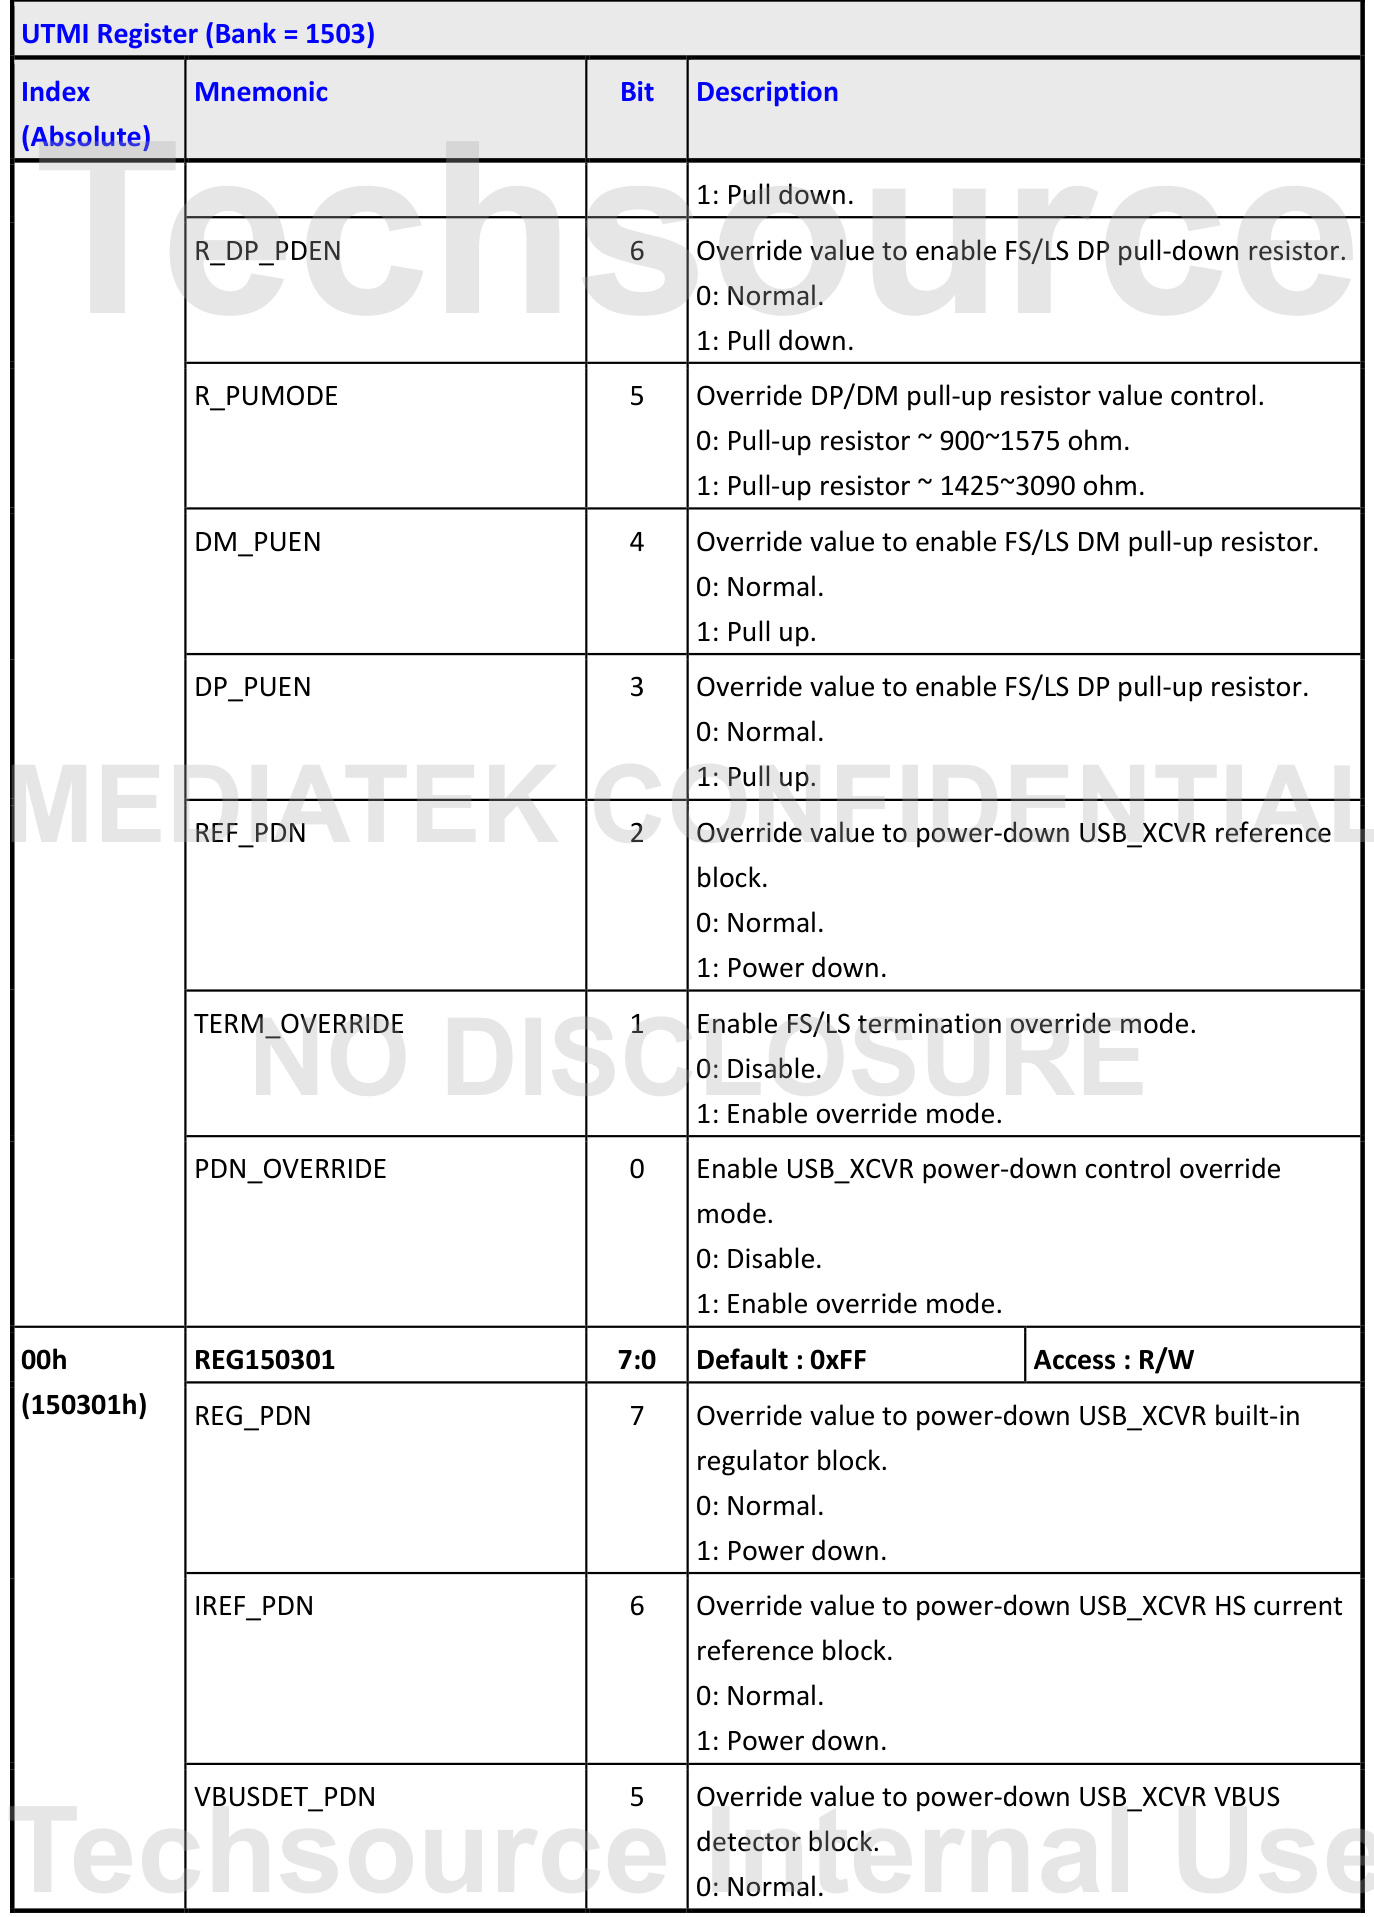 UTMI Register (Bank = 1503)
Index (Absolute) Mnemonic Bit Description
1: Pull down.
R_DP_PDEN 6 Override value to enable FS/LS DP pull-down resistor.
0: Normal.
1: Pull down.
R_PUMODE 5 Override DP/DM pull-up resistor value control.
0: Pull-up resistor ~ 900~1575 ohm.
1: Pull-up resistor ~ 1425~3090 ohm.
DM_PUEN 4 Override value to enable FS/LS DM pull-up resistor.
0: Normal.
1: Pull up.
DP_PUEN 3 Override value to enable FS/LS DP pull-up resistor.
0: Normal.
1: Pull up.
REF_PDN 2 Override value to power-down USB_XCVR reference
block.
0: Normal.
1: Power down.
TERM_OVERRIDE 1 Enable FS/LS termination override mode.
0: Disable.
1: Enable override mode.
PDN_OVERRIDE 0 Enable USB_XCVR power-down control override
mode.
0: Disable.
1: Enable override mode.
00h REG150301 7:0 Default : 0xFF Access : R/W
(150301h)
REG_PDN 7 Override value to power-down USB_XCVR built-in
regulator block.
0: Normal.
1: Power down.
IREF_PDN 6 Override value to power-down USB_XCVR HS current
reference block.
0: Normal.
1: Power down.
VBUSDET_PDN 5 Override value to power-down USB_XCVR VBUS
detector block.
0: Normal.
Techsource
MEDIATEK CONFIDENTIAL
NO DISCLOSURE
Techsource Internal Use